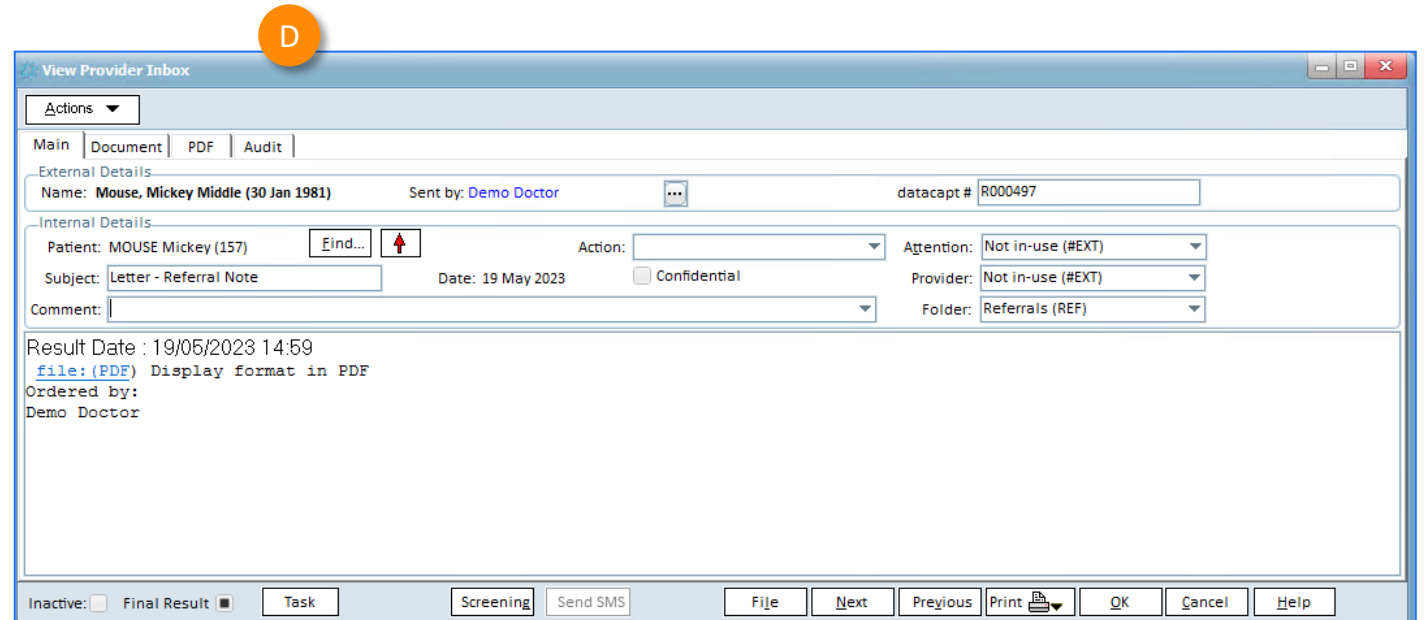 D
View Provider Inbox
Actions
Main Document PDF Audit
External Details
Name: Mouse, Mickey Middle (30 Jan 1981) Sent by: Demo Doctor ... datacapt # R000497
Internal Details
Patient: MOUSE Mickey (157) Find... Action: Attention: Not in-use (#EXT)
Subject: Letter - Referral Note Date: 19 May 2023 Confidential Provider: Not in-use (#EXT)
Comment: Folder: Referrals (REF)
Result Date : 19/05/2023 14:59
file:(PDF) Display format in PDF
Ordered by:
Demo Doctor
Inactive: Final Result Task Screening Send SMS File Next Previous Print OK Cancel Help